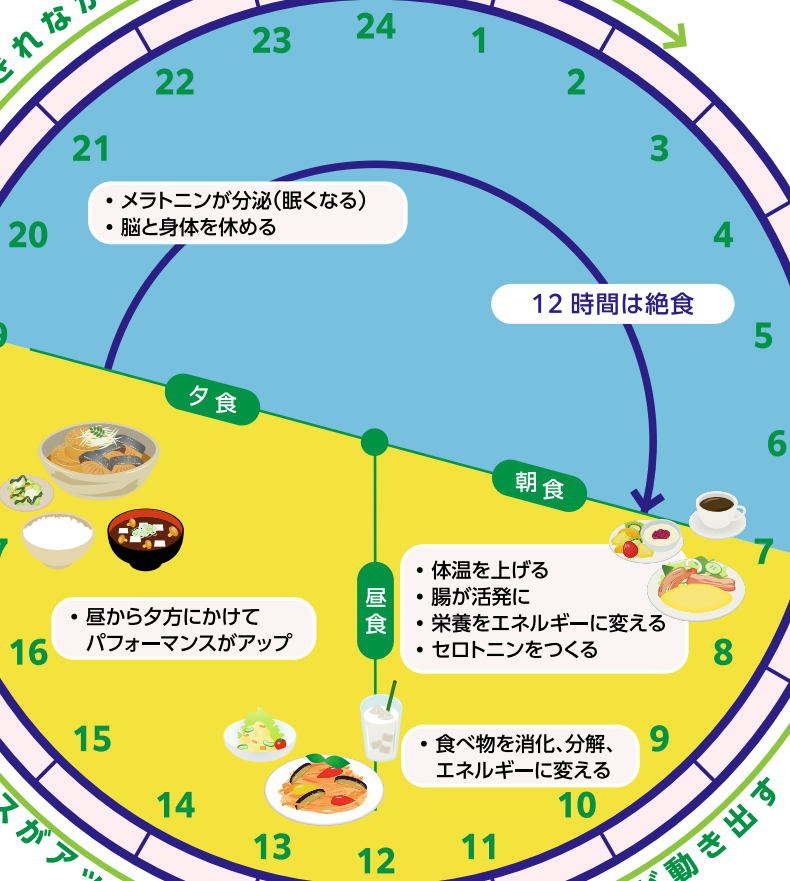 きれなが
24
23
1
22
2
21
3
・メラトニンが分泌(眠くなる)
・脳と身体を休める
20
4
12時間は絶食
5
9
夕食
6
朝食
7
7
・体温を上げる
・腸が活発に
・栄養をエネルギーに変える
・セロトニンをつくる
昼食
・昼から夕方にかけて
パフォーマンスがアップ
16
8
15
9
・食べ物を消化、分解、
エネルギーに変える
14
10
13
11
12
スがアッ
動き出す